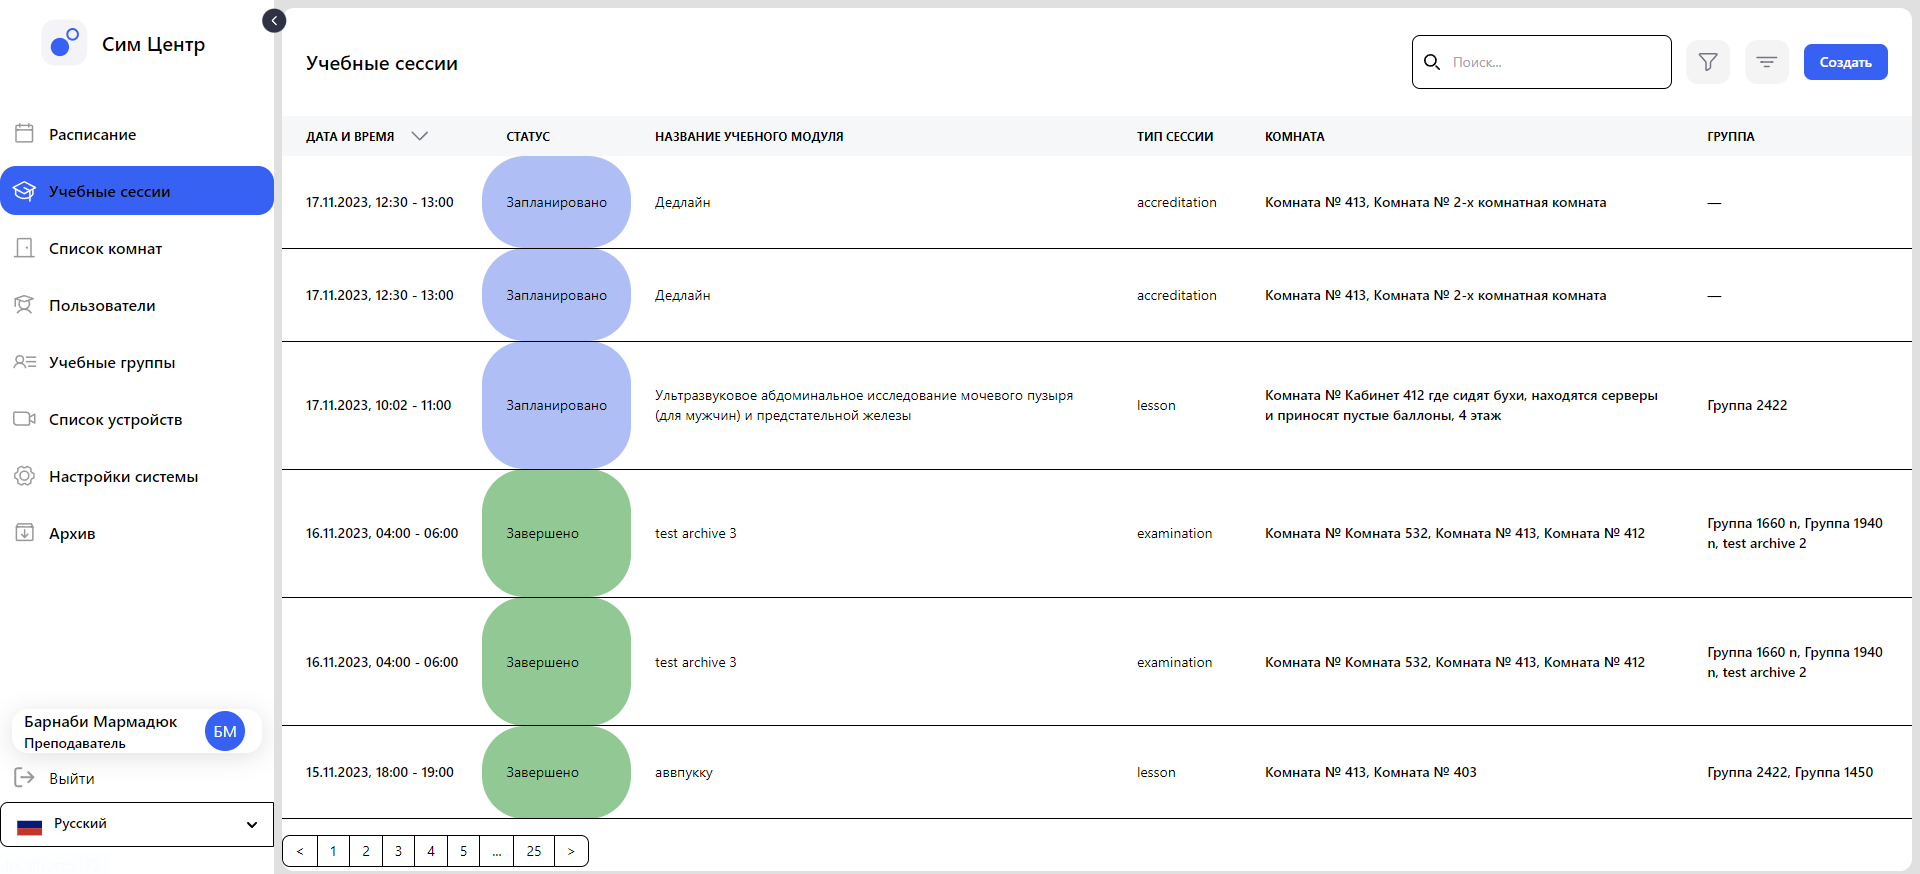 Сим Центр
Расписание
Учебные сессии
Список комнат
Пользователи
Учебные группы
Список устройств
Настройки системы
Архив
Барнаби Мармадюк
Преподаватель
БМ
Выйти
Русский
Учебные сессии
Поиск...
Создать
ДАТА И ВРЕМЯ СТАТУС НАЗВАНИЕ УЧЕБНОГО МОДУЛЯ ТИП СЕССИИ КОМНАТА ГРУППА
17.11.2023, 12:30 - 13:00 Запланировано Дедлайн accreditation Комната № 413, Комната № 2-х комнатная комната —
17.11.2023, 12:30 - 13:00 Запланировано Дедлайн accreditation Комната № 413, Комната № 2-х комнатная комната —
17.11.2023, 10:02 - 11:00 Запланировано Ультразвуковое абдоминальное исследование мочевого пузыря
(для мужчин) и предстательной железы lesson Комната № Кабинет 412 где сидят бухи, находятся серверы
и приносят пустые баллоны, 4 этаж Группа 2422
16.11.2023, 04:00 - 06:00 Завершено test archive 3 examination Комната № Комната 532, Комната № 413, Комната № 412 Группа 1660 п, Группа 1940
п, test archive 2
16.11.2023, 04:00 - 06:00 Завершено test archive 3 examination Комната № Комната 532, Комната № 413, Комната № 412 Группа 1660 п, Группа 1940
п, test archive 2
15.11.2023, 18:00 - 19:00 Завершено аввпукку lesson Комната № 413, Комната № 403 Группа 2422, Группа 1450
< 1 2 3 4 5 ... 25 >